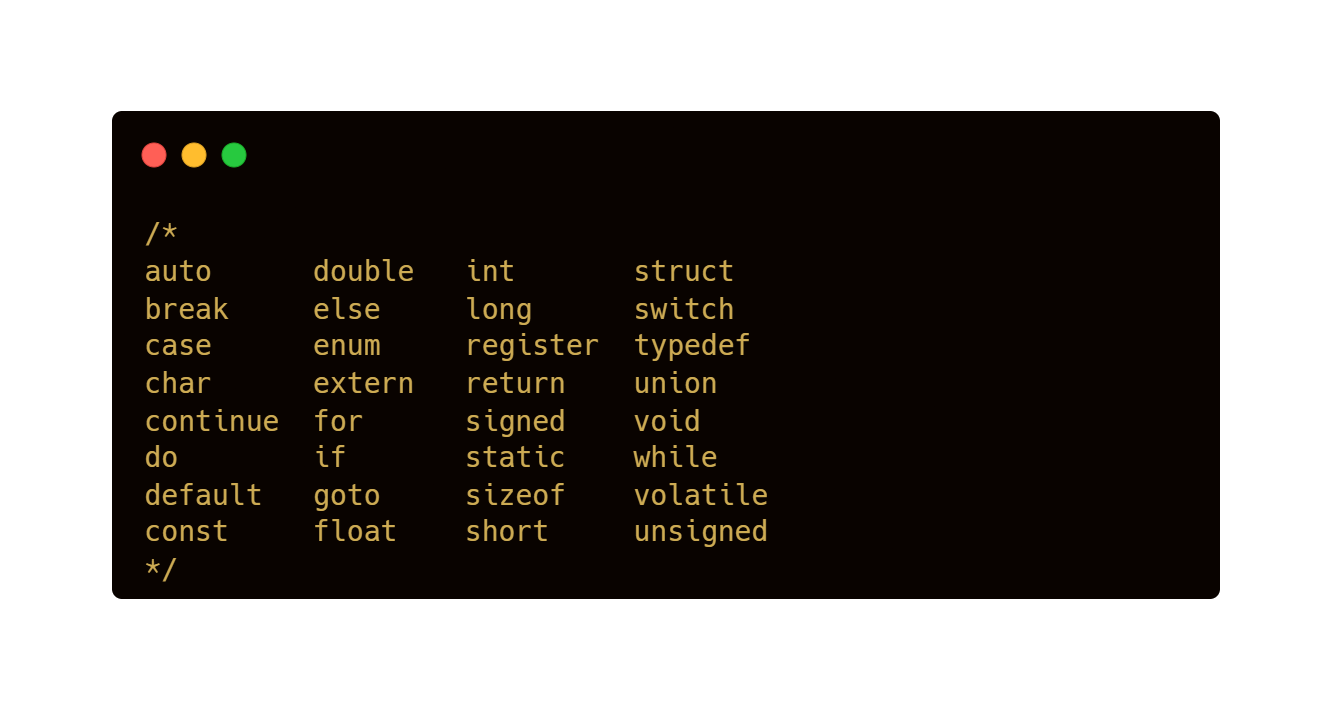 /*
auto      double   int       struct
break     else     long      switch
case      enum     register  typedef
char      extern   return    union
continue  for      signed    void
do        if       static    while
default   goto     sizeof    volatile
const     float    short     unsigned
*/